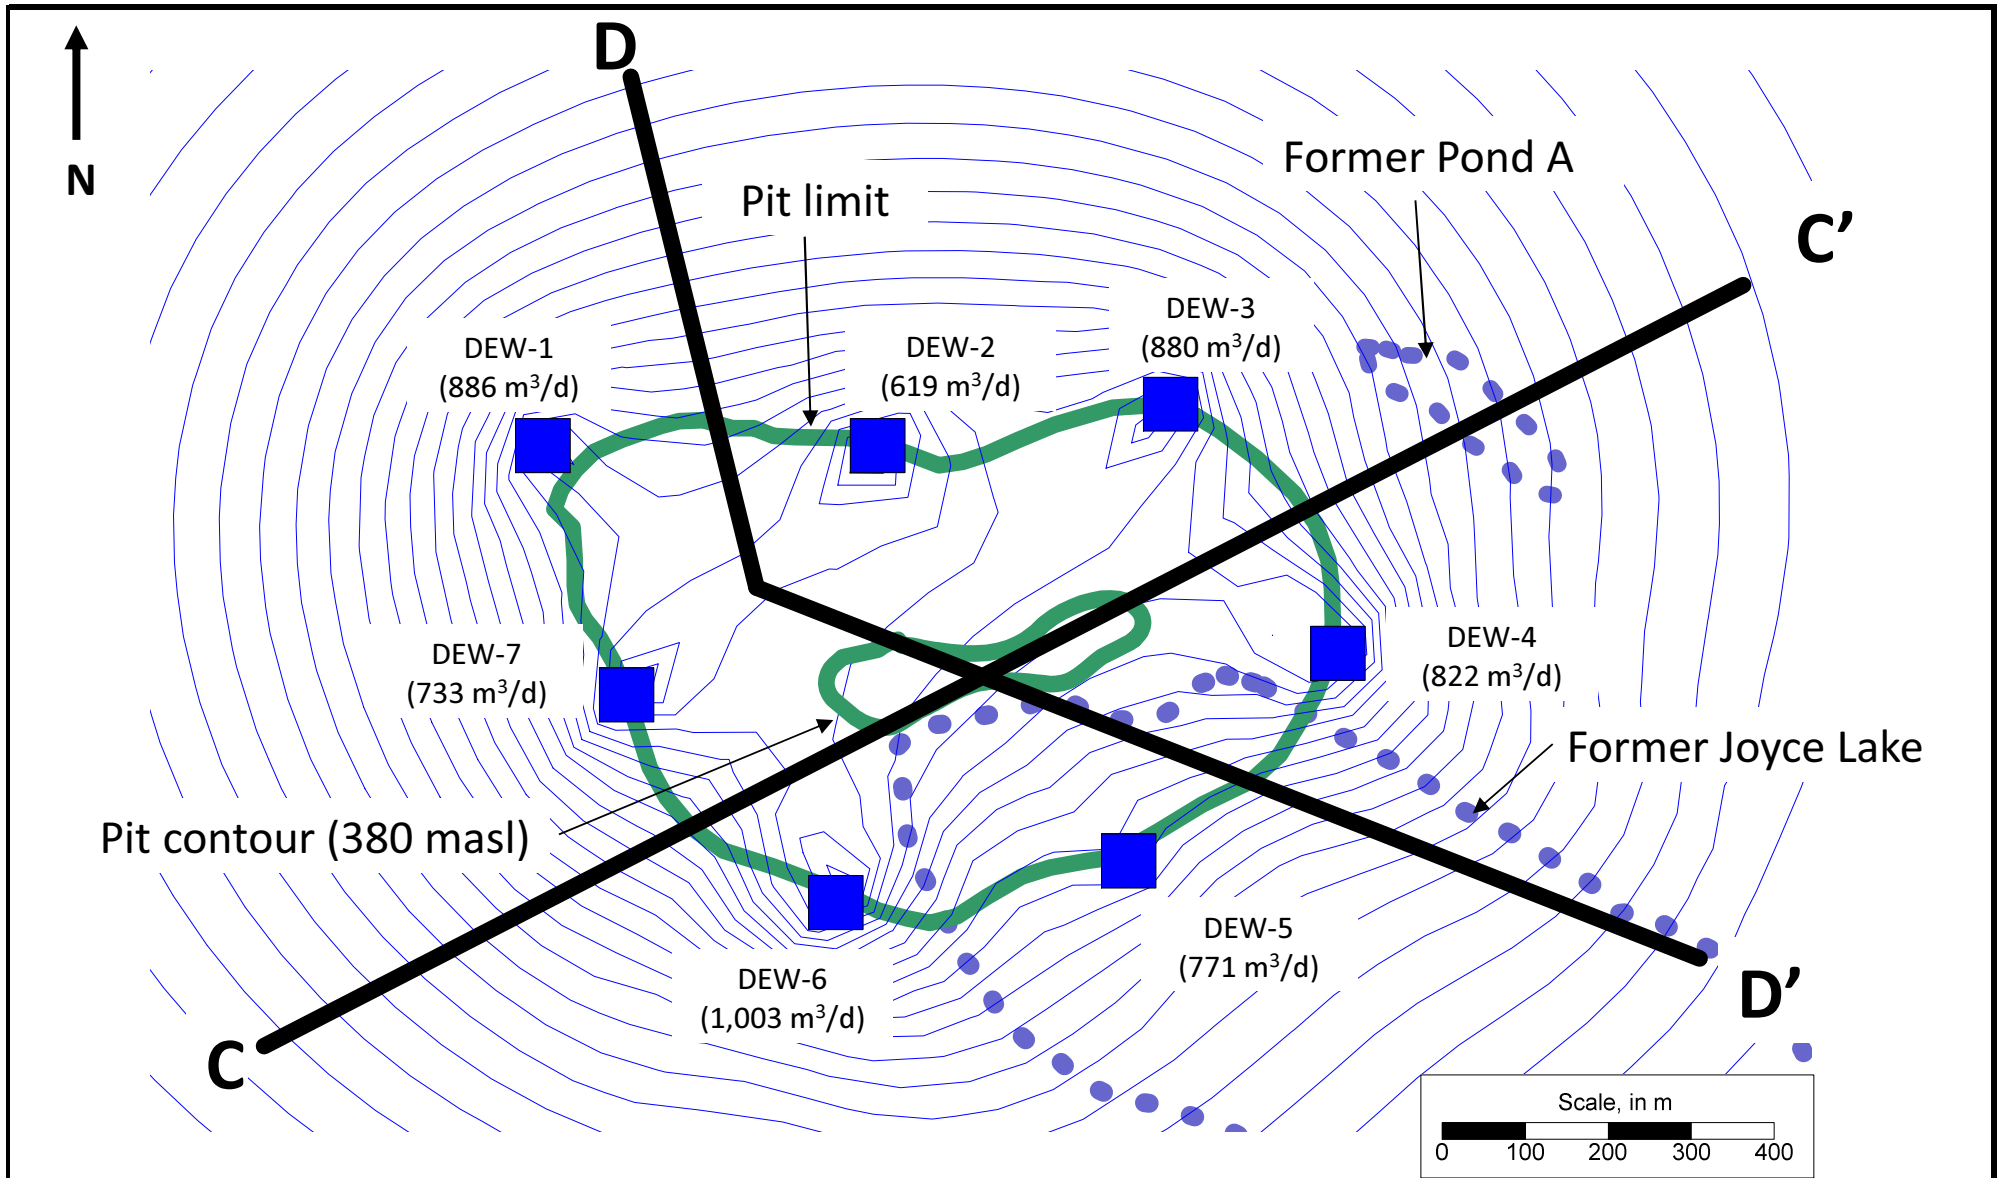 D
N
Former Pond A
Pit limit
C’
DEW-3
(880 m³/d)
DEW-1
(886 m³/d)
DEW-2
(619 m³/d)
DEW-7
(733 m³/d)
DEW-4
(822 m³/d)
Former Joyce Lake
Pit contour (380 masl)
DEW-5
(771 m³/d)
DEW-6
(1,003 m³/d)
D’
C
Scale, in m
0 100 200 300 400